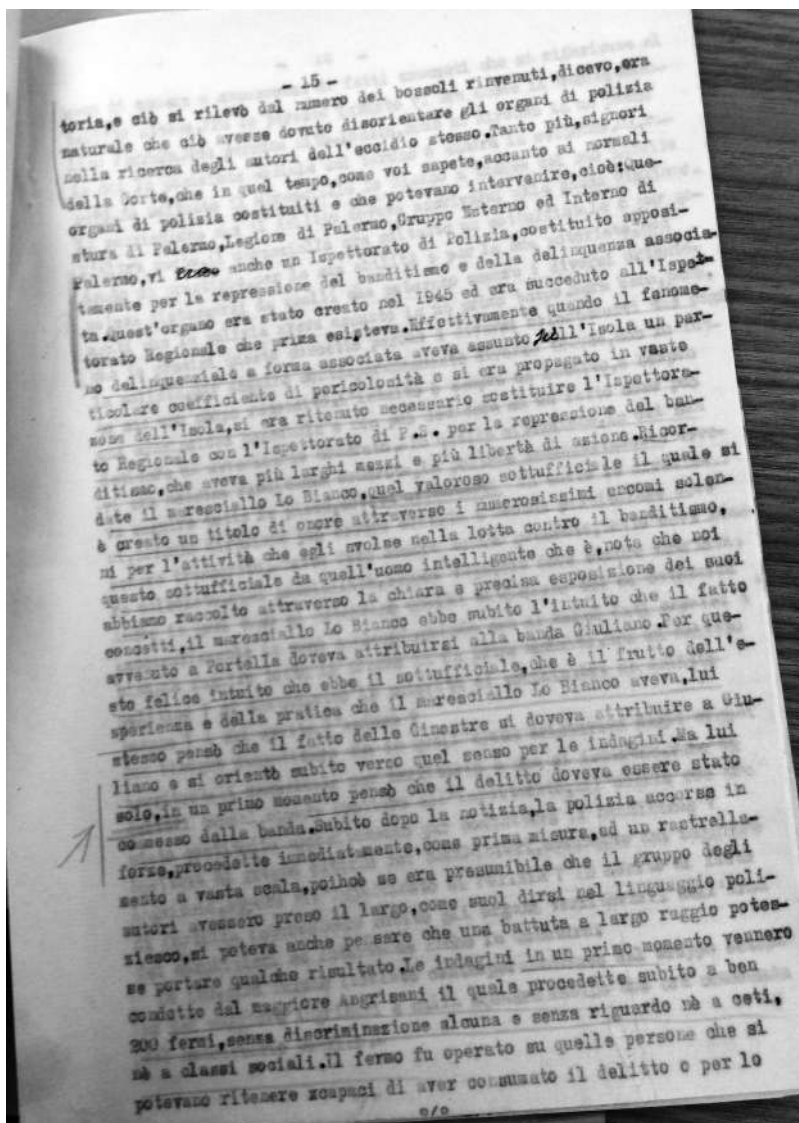 - 15 -
toria,e ciò si rilevò dal numero dei bossoli rinvenuti,dicevo,era
naturale che ciò avesse dovuto disorientare gli organi di polizia
nella ricerca degli autori dell'eccidio stesso.Tanto più,signori
della Corte,che in quel tempo,come voi sapete,accanto ai normali
organi di polizia costituiti e che potevano intervenire,cioè:Que-
stura di Palermo,Legione di Palermo,Gruppo Esterno ed Interno di
Palermo,vi anche un Ispettorato di Polizia,costituito apposi-
tamente per la repressione del banditismo e della delinquenza associa-
ta.Quest'organo era stato creato nel 1945 ed era succeduto all'Ispet-
torato Regionale che prima esisteva.Effettivamente quando il fenome-
no delinquenziale a forma associata aveva assunto nell'Isola un par-
ticolare coefficiente di pericolosità e si era propagato in vaste
zone dell'Isola,si era ritenuto necessario sostituire l'Ispettora-
to Regionale con l'Ispettorato di P.S. per la repressione del ban-
ditismo,che aveva più larghi mezzi e più libertà di azione.Ricor-
date il maresciallo Lo Bianco,quel valoroso sottufficiale il quale si
è creato un titolo di onore attraverso i numerosissimi encomi solen-
ni per l'attività che egli svolse nella lotta contro il banditismo,
questo sottufficiale da quell'uomo intelligente che è,nota che noi
abbiamo raccolto attraverso la chiara e precisa esposizione dei suoi
concetti,il maresciallo Lo Bianco ebbe subito l'intuito che il fatto
avvenuto a Portella doveva attribuirsi alla banda Giuliano.Per que-
sto felice intuito che ebbe il sottufficiale,che è il frutto dell'e-
sperienza e della pratica che il maresciallo Lo Bianco aveva,lui
stesso pensò che il fatto delle Ginestre si doveva attribuire a Giu-
liano e si orientò subito verso quel senso per le indagini.Ma lui
solo,in un primo momento pensò che il delitto doveva essere stato
commesso dalla banda.Subito dopo la notizia,la polizia accorse in
forze,procedette immediatamente,come prima misura,ad un rastrella-
mento a vasta scala,poihcè se era presumibile che il gruppo degli
autori avessero preso il largo,come suol dirsi nel linguaggio poli-
ziesco,si poteva anche pensare che una battuta a largo raggio potes-
se portare qualche risultato.Le indagini in un primo momento vennero
condotte dal maggiore Angrisani il quale procedette subito a ben
200 fermi,senza discriminazione alcuna e senza riguardo nè a ceti,
nè a classi sociali.Il fermo fu operato su quelle persone che si
potevano ritenere xcapaci di aver consumato il delitto o per lo